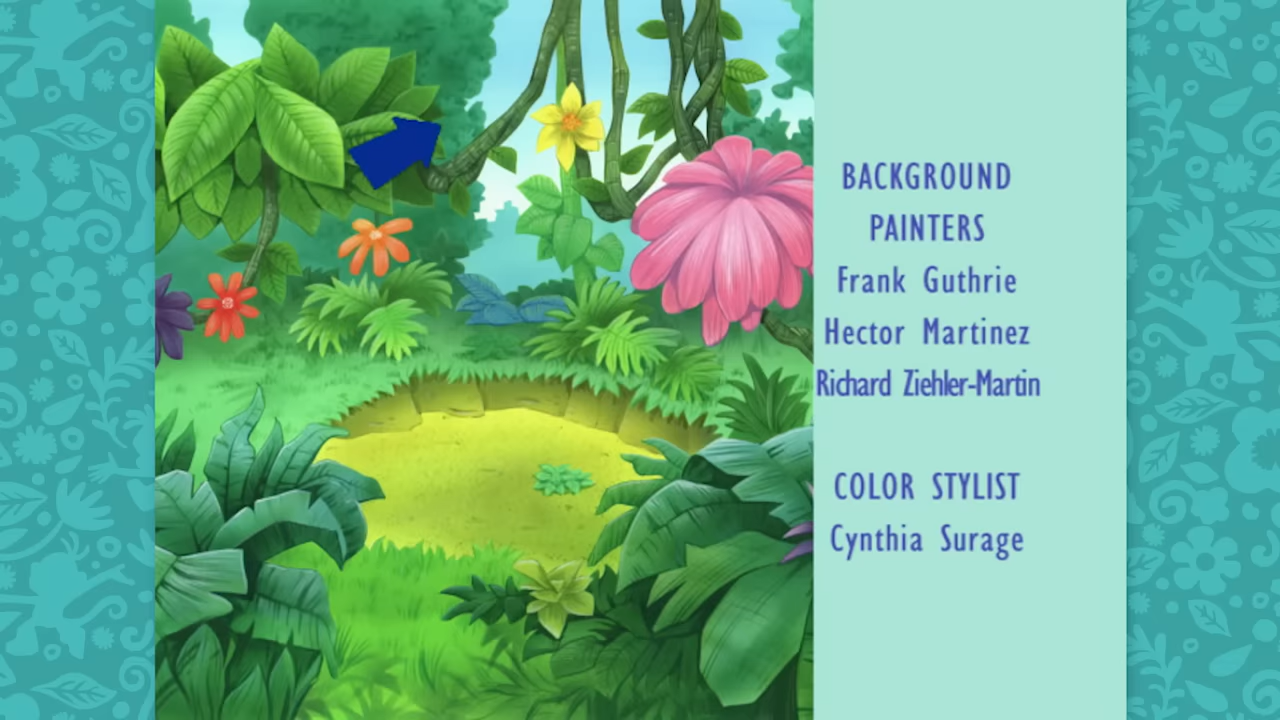 BACKGROUND
PAINTERS
Frank Guthrie
Hector Martinez
Richard Ziehler-Martin
COLOR STYLIST
Cynthia Surage